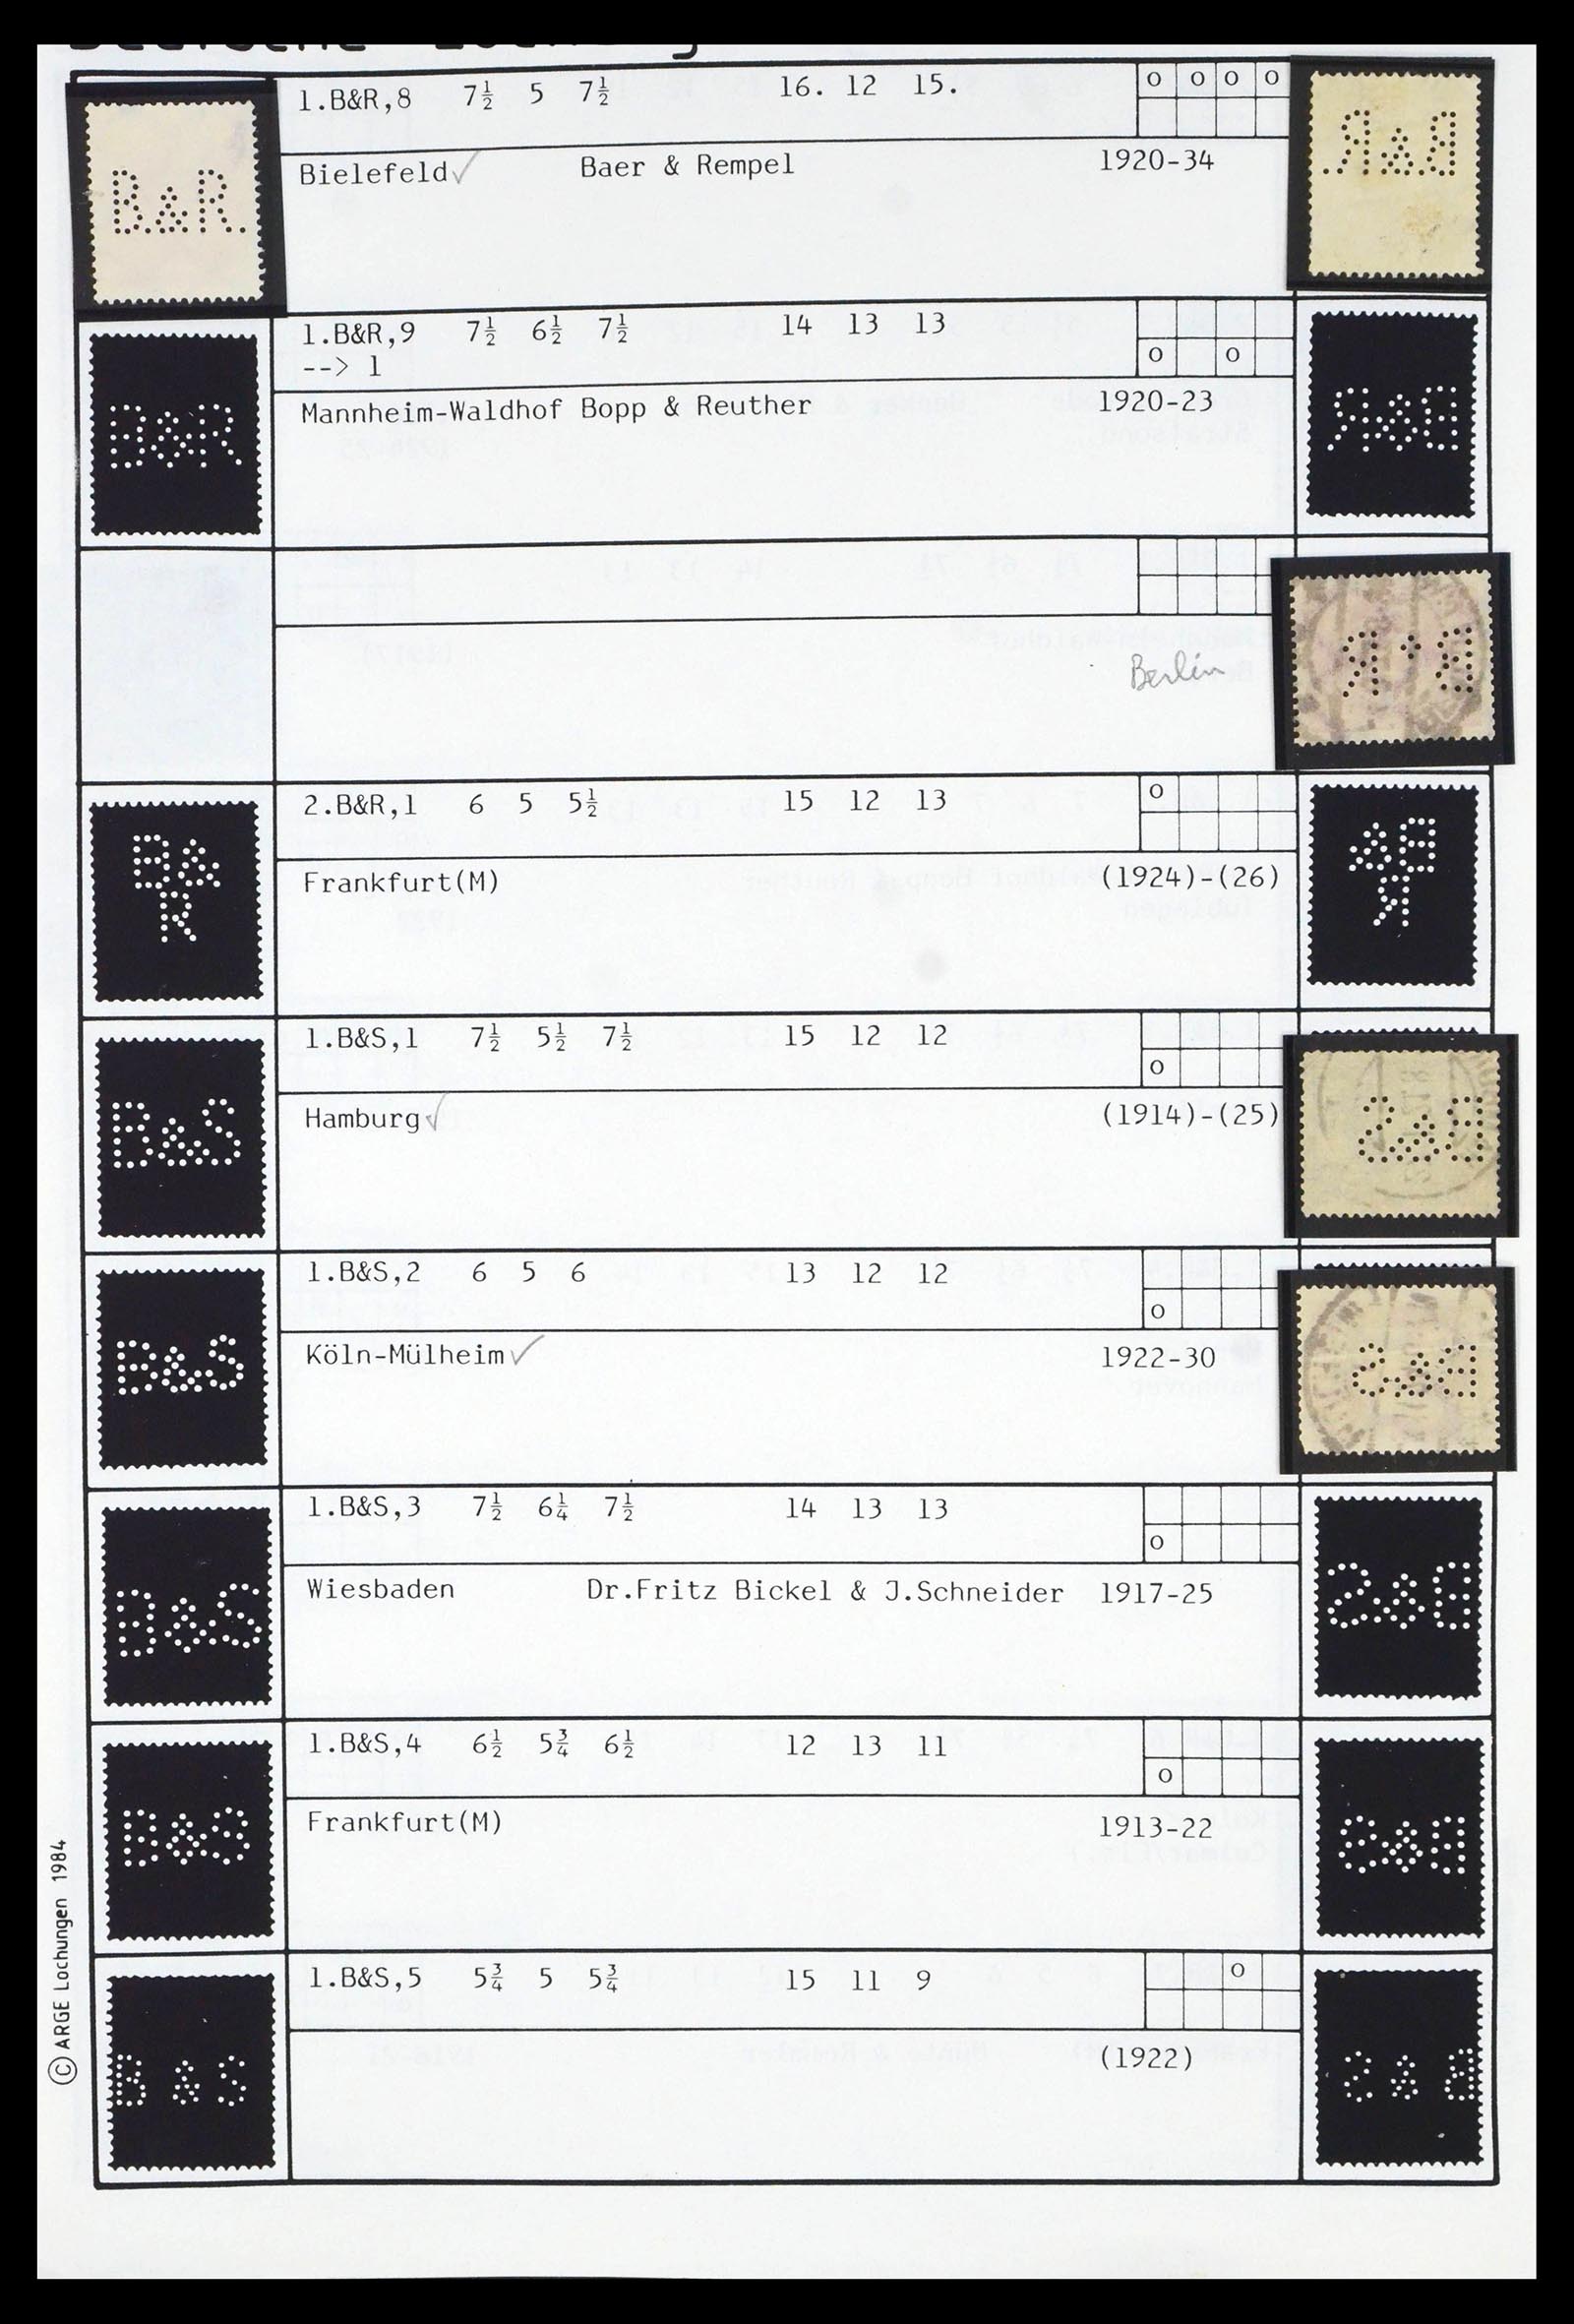 1.B&R,8 7½ 5 7½ 16. 12 15. o o o o
B.&R.
Bielefeld✓ Baer & Rempel 1920-34
1.B&R,9 7½ 6½ 7½ 14 13 13
--> 1 o o
B&R
Mannheim-Waldhof Bopp & Reuther 1920-23
Berlin
2.B&R,1 6 5 5½ 15 12 13 o
B&
R
Frankfurt(M) (1924)-(26)
1.B&S,1 7½ 5½ 7½ 15 12 12
o
B&S
Hamburg✓ (1914)-(25)
1.B&S,2 6 5 6 13 12 12
o
B&S
Köln-Mülheim✓ 1922-30
1.B&S,3 7½ 6¼ 7½ 14 13 13
o
B&S
Wiesbaden Dr.Fritz Bickel & J.Schneider 1917-25
1.B&S,4 6½ 5¾ 6½ 12 13 11
o
B&S
Frankfurt(M) 1913-22
1.B&S,5 5¾ 5 5¾ 15 11 9 o
B & S
(1922)
© ARGE Lochungen 1984